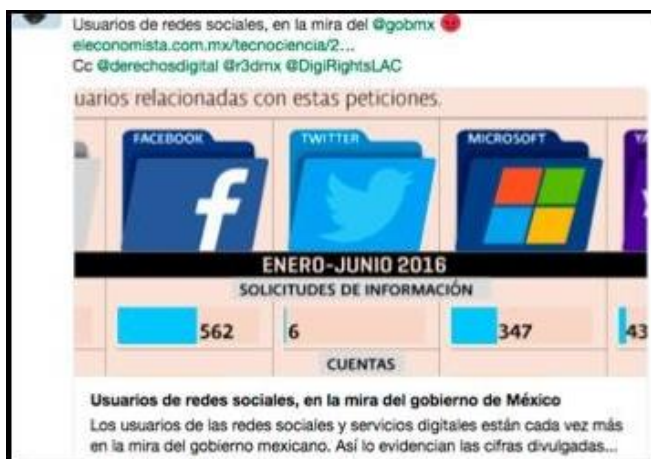 Usuarios de redes sociales, en la mira del @gobmx
eleconomista.com.mx/tecnociencia/2...
Cc @derechosdigital @r3dmx @DigiRightsLAC
uarios relacionadas con estas peticiones.
FACEBOOK TWITTER MICROSOFT YA
ENERO-JUNIO 2016
SOLICITUDES DE INFORMACIÓN
562 6 347 43
CUENTAS
Usuarios de redes sociales, en la mira del gobierno de México
Los usuarios de las redes sociales y servicios digitales están cada vez más
en la mira del gobierno mexicano. Así lo evidencian las cifras divulgadas...